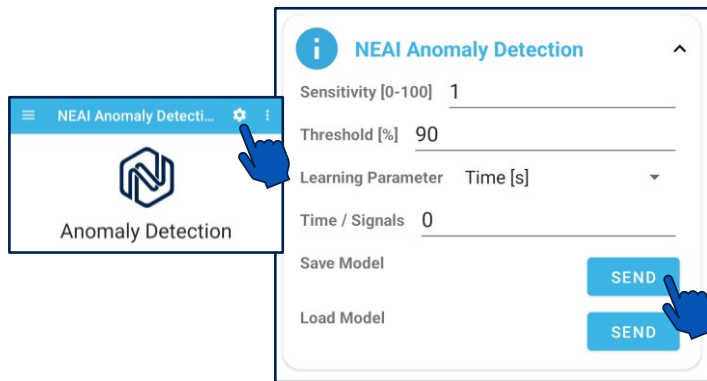 NEAI Anomaly Detecti...
Anomaly Detection
i NEAI Anomaly Detection
Sensitivity [0-100] 1
Threshold [%] 90
Learning Parameter Time [s]
Time / Signals 0
Save Model
SEND
Load Model
SEND